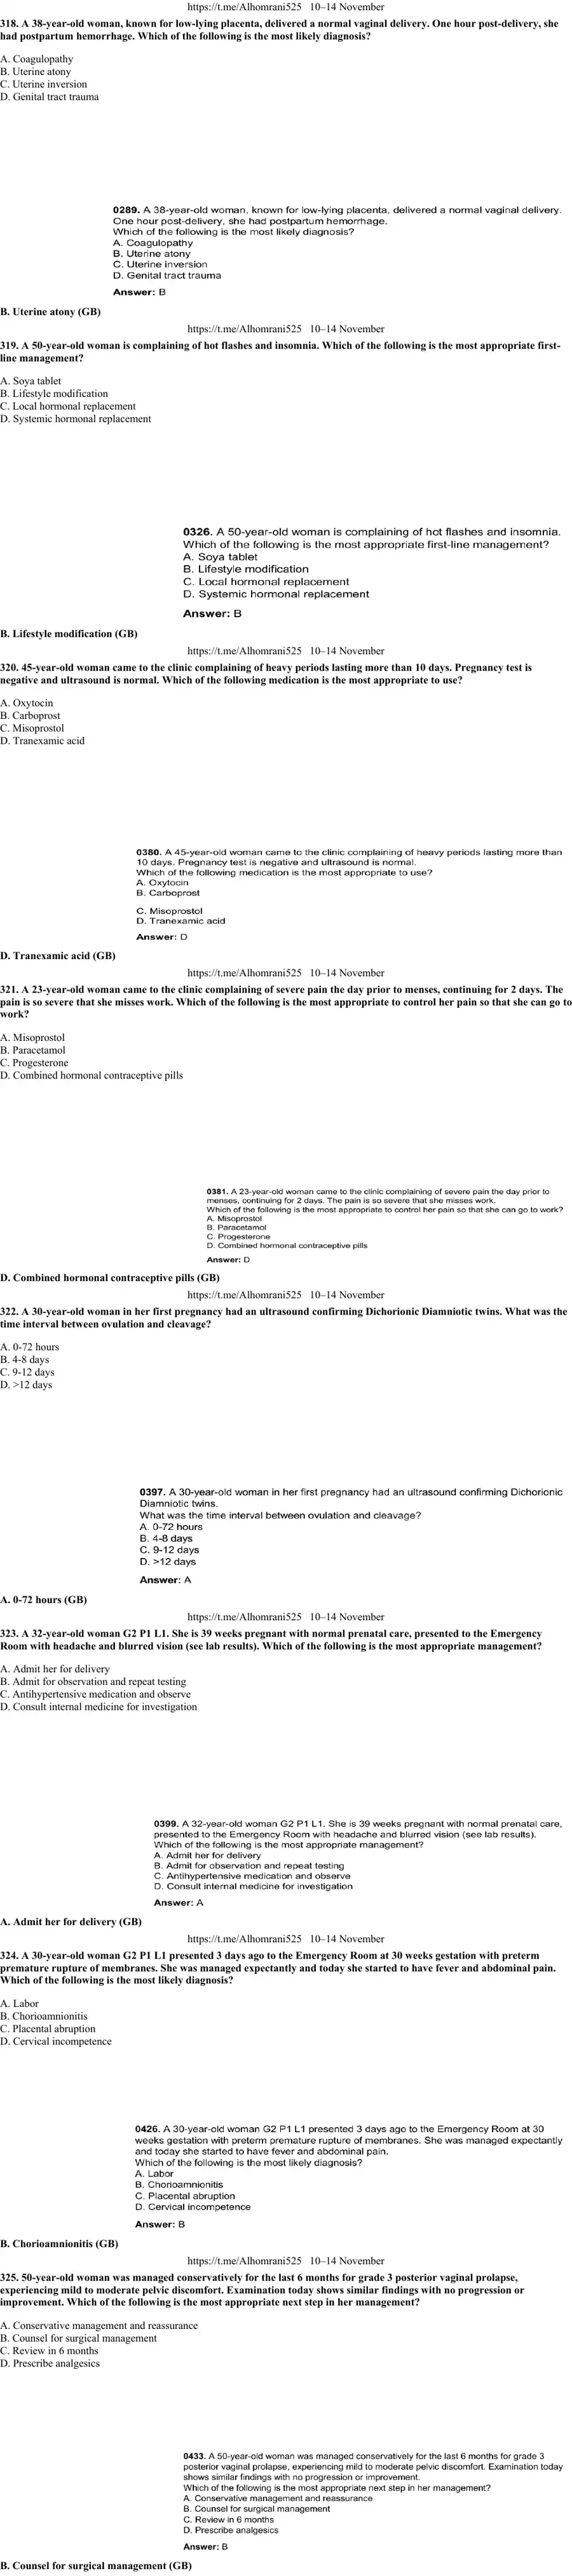 https://t.me/Alhomrani525 10–14 November
318. A 38-year-old woman, known for low-lying placenta, delivered a normal vaginal delivery. One hour post-delivery, she
had postpartum hemorrhage. Which of the following is the most likely diagnosis?
A. Coagulopathy
B. Uterine atony
C. Uterine inversion
D. Genital tract trauma
0289. A 38-year-old woman, known for low-lying placenta, delivered a normal vaginal delivery.
One hour post-delivery, she had postpartum hemorrhage.
Which of the following is the most likely diagnosis?
A. Coagulopathy
B. Uterine atony
C. Uterine inversion
D. Genital tract trauma
Answer: B
B. Uterine atony (GB)
https://t.me/Alhomrani525 10–14 November
319. A 50-year-old woman is complaining of hot flashes and insomnia. Which of the following is the most appropriate first-
line management?
A. Soya tablet
B. Lifestyle modification
C. Local hormonal replacement
D. Systemic hormonal replacement
0326. A 50-year-old woman is complaining of hot flashes and insomnia.
Which of the following is the most appropriate first-line management?
A. Soya tablet
B. Lifestyle modification
C. Local hormonal replacement
D. Systemic hormonal replacement
Answer: B
B. Lifestyle modification (GB)
https://t.me/Alhomrani525 10–14 November
320. 45-year-old woman came to the clinic complaining of heavy periods lasting more than 10 days. Pregnancy test is
negative and ultrasound is normal. Which of the following medication is the most appropriate to use?
A. Oxytocin
B. Carboprost
C. Misoprostol
D. Tranexamic acid
0380. A 45-year-old woman came to the clinic complaining of heavy periods lasting more than
10 days. Pregnancy test is negative and ultrasound is normal.
Which of the following medication is the most appropriate to use?
A. Oxytocin
B. Carboprost
C. Misoprostol
D. Tranexamic acid
Answer: D
D. Tranexamic acid (GB)
https://t.me/Alhomrani525 10–14 November
321. A 23-year-old woman came to the clinic complaining of severe pain the day prior to menses, continuing for 2 days. The
pain is so severe that she misses work. Which of the following is the most appropriate to control her pain so that she can go to
work?
A. Misoprostol
B. Paracetamol
C. Progesterone
D. Combined hormonal contraceptive pills
0381. A 23-year-old woman came to the clinic complaining of severe pain the day prior to
menses, continuing for 2 days. The pain is so severe that she misses work.
Which of the following is the most appropriate to control her pain so that she can go to work?
A. Misoprostol
B. Paracetamol
C. Progesterone
D. Combined hormonal contraceptive pills
Answer: D
D. Combined hormonal contraceptive pills (GB)
https://t.me/Alhomrani525 10–14 November
322. A 30-year-old woman in her first pregnancy had an ultrasound confirming Dichorionic Diamniotic twins. What was the
time interval between ovulation and cleavage?
A. 0-72 hours
B. 4-8 days
C. 9-12 days
D. >12 days
0397. A 30-year-old woman in her first pregnancy had an ultrasound confirming Dichorionic
Diamniotic twins.
What was the time interval between ovulation and cleavage?
A. 0-72 hours
B. 4-8 days
C. 9-12 days
D. >12 days
Answer: A
A. 0-72 hours (GB)
https://t.me/Alhomrani525 10–14 November
323. A 32-year-old woman G2 P1 L1. She is 39 weeks pregnant with normal prenatal care, presented to the Emergency
Room with headache and blurred vision (see lab results). Which of the following is the most appropriate management?
A. Admit her for delivery
B. Admit for observation and repeat testing
C. Antihypertensive medication and observe
D. Consult internal medicine for investigation
0399. A 32-year-old woman G2 P1 L1. She is 39 weeks pregnant with normal prenatal care,
presented to the Emergency Room with headache and blurred vision (see lab results).
Which of the following is the most appropriate management?
A. Admit her for delivery
B. Admit for observation and repeat testing
C. Antihypertensive medication and observe
D. Consult internal medicine for investigation
Answer: A
A. Admit her for delivery (GB)
https://t.me/Alhomrani525 10–14 November
324. A 30-year-old woman G2 P1 L1 presented 3 days ago to the Emergency Room at 30 weeks gestation with preterm
premature rupture of membranes. She was managed expectantly and today she started to have fever and abdominal pain.
Which of the following is the most likely diagnosis?
A. Labor
B. Chorioamnionitis
C. Placental abruption
D. Cervical incompetence
0426. A 30-year-old woman G2 P1 L1 presented 3 days ago to the Emergency Room at 30
weeks gestation with preterm premature rupture of membranes. She was managed expectantly
and today she started to have fever and abdominal pain.
Which of the following is the most likely diagnosis?
A. Labor
B. Chorioamnionitis
C. Placental abruption
D. Cervical incompetence
Answer: B
B. Chorioamnionitis (GB)
https://t.me/Alhomrani525 10–14 November
325. 50-year-old woman was managed conservatively for the last 6 months for grade 3 posterior vaginal prolapse,
experiencing mild to moderate pelvic discomfort. Examination today shows similar findings with no progression or
improvement. Which of the following is the most appropriate next step in her management?
A. Conservative management and reassurance
B. Counsel for surgical management
C. Review in 6 months
D. Prescribe analgesics
0433. A 50-year-old woman was managed conservatively for the last 6 months for grade 3
posterior vaginal prolapse, experiencing mild to moderate pelvic discomfort. Examination today
shows similar findings with no progression or improvement.
Which of the following is the most appropriate next step in her management?
A. Conservative management and reassurance
B. Counsel for surgical management
C. Review in 6 months
D. Prescribe analgesics
Answer: B
B. Counsel for surgical management (GB)